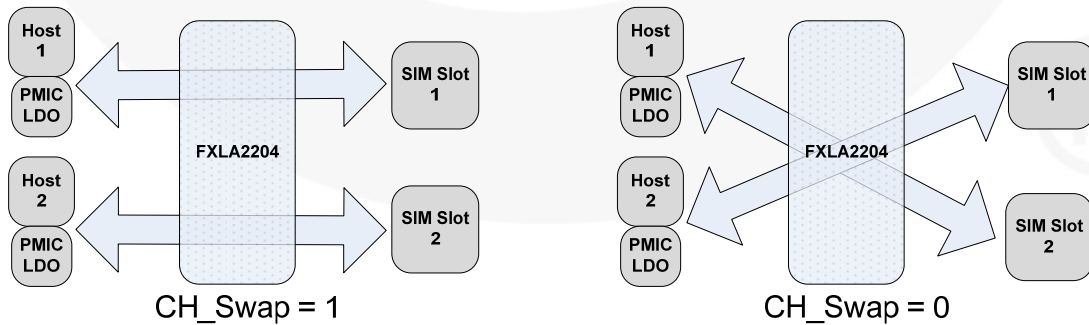 Host
1
PMIC
LDO
SIM Slot
1
FXLA2204
Host
2
PMIC
LDO
SIM Slot
2
CH_Swap = 1
Host
1
PMIC
LDO
SIM Slot
1
FXLA2204
Host
2
PMIC
LDO
SIM Slot
2
CH_Swap = 0